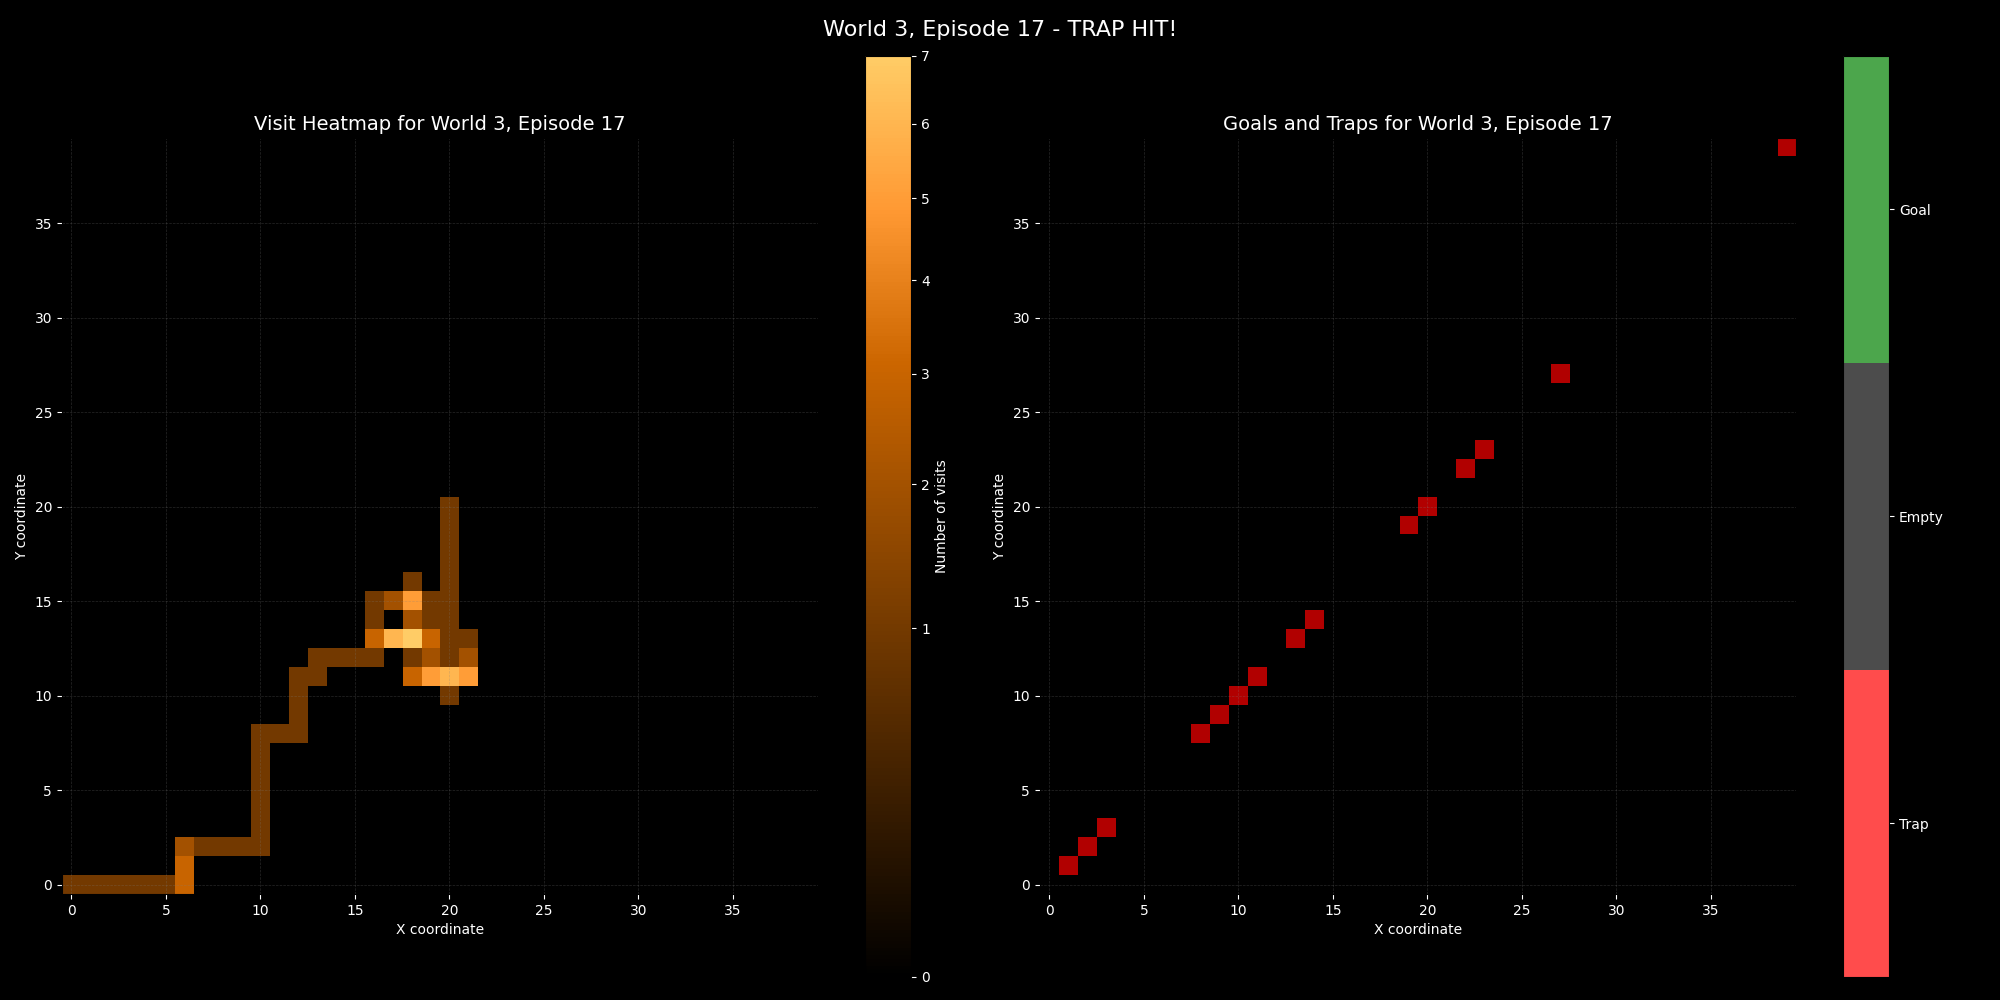 World 3, Episode 17 - TRAP HIT!
Visit Heatmap for World 3, Episode 17
35
30
25
20
15
10
5
0
Y coordinate
0 5 10 15 20 25 30 35
X coordinate
7
6
5
4
3
2
1
0
Number of visits
Goals and Traps for World 3, Episode 17
35
30
25
20
15
10
5
0
Y coordinate
0 5 10 15 20 25 30 35
X coordinate
Goal
Empty
Trap